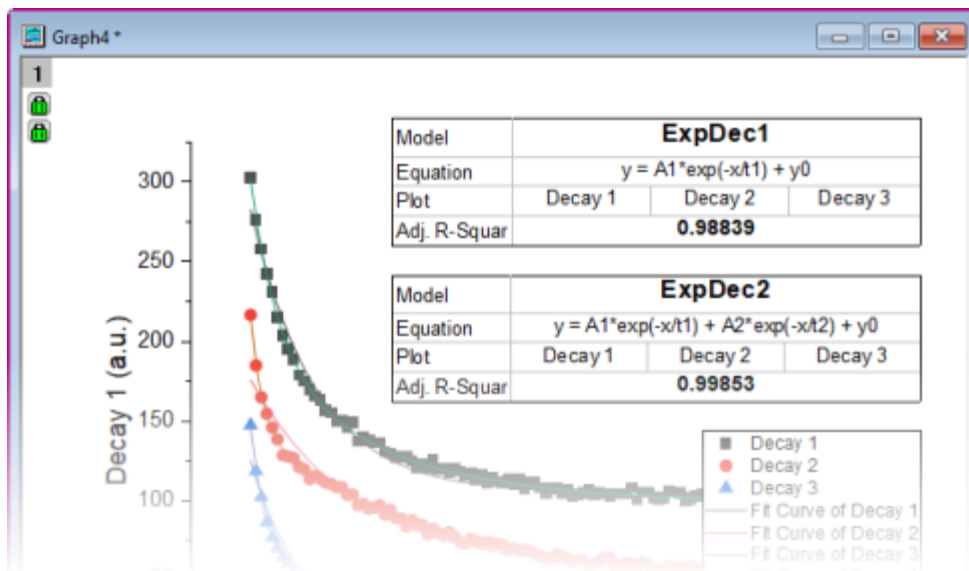 Graph4 *
1
Model ExpDec1
Equation y = A1*exp(-x/t1) + y0
Plot Decay 1 Decay 2 Decay 3
Adj. R-Squar 0.98839
Model ExpDec2
Equation y = A1*exp(-x/t1) + A2*exp(-x/t2) + y0
Plot Decay 1 Decay 2 Decay 3
Adj. R-Squar 0.99853
300
250
200
150
100
Decay 1 (a.u.)
Decay 1
Decay 2
Decay 3
Fit Curve of Decay 1
Fit Curve of Decay 2
Fit Curve of Decay 3